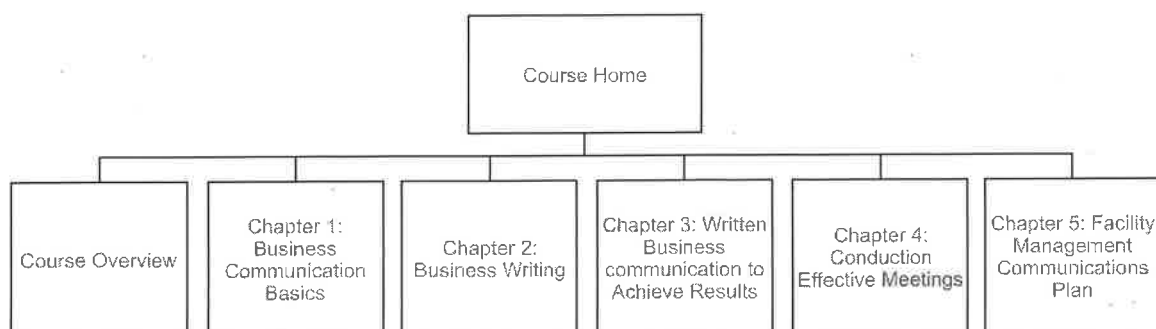 Course Home
Course Overview
Chapter 1:
Business
Communication
Basics
Chapter 2:
Business Writing
Chapter 3: Written
Business
communication to
Achieve Results
Chapter 4:
Conduction
Effective Meetings
Chapter 5: Facility
Management
Communications
Plan